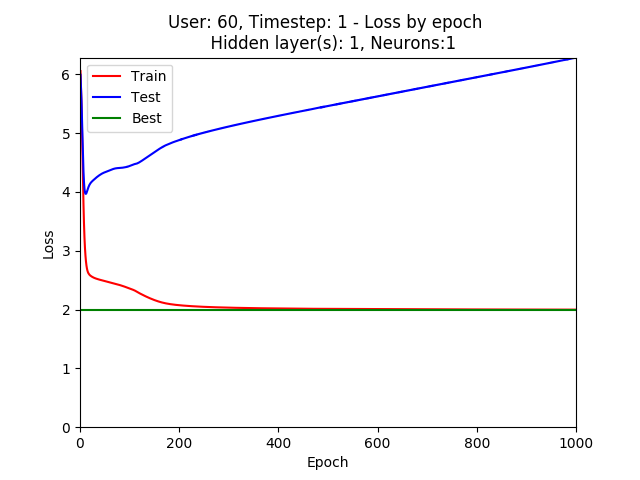 User: 60, Timestep: 1 - Loss by epoch
Hidden layer(s): 1, Neurons:1
Train
Test
Best
6
5
4
3
2
1
0
Loss
0 200 400 600 800 1000
Epoch